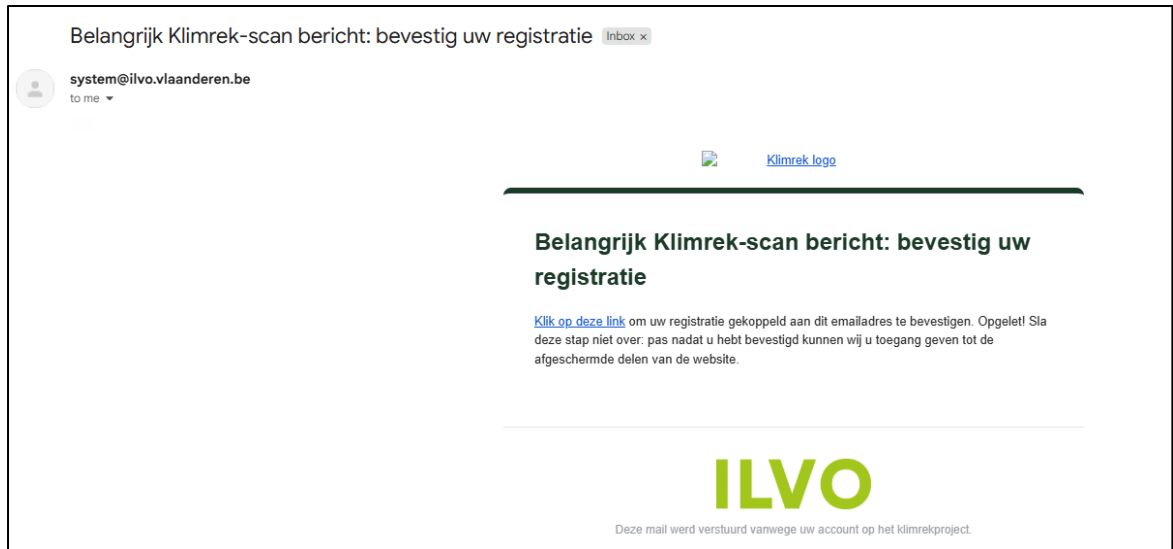 Belangrijk Klimrek-scan bericht: bevestig uw registratie Inbox ×
system@ilvo.vlaanderen.be
to me
Klimrek logo
Belangrijk Klimrek-scan bericht: bevestig uw
registratie
Klik op deze link om uw registratie gekoppeld aan dit emailadres te bevestigen. Opgelet! Sla
deze stap niet over: pas nadat u hebt bevestigd kunnen wij u toegang geven tot de
afgeschermde delen van de website.
ILVO
Deze mail werd verstuurd vanwege uw account op het klimrekproject.